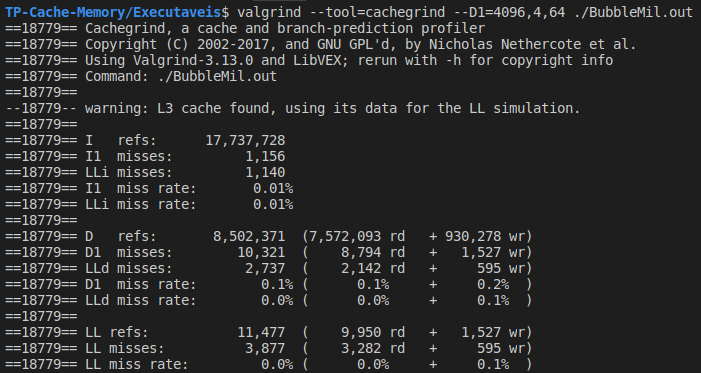 TP-Cache-Memory/Executaveis$ valgrind --tool=cachegrind --D1=4096,4,64 ./BubbleMil.out
==18779== Cachegrind, a cache and branch-prediction profiler
==18779== Copyright (C) 2002-2017, and GNU GPL'd, by Nicholas Nethercote et al.
==18779== Using Valgrind-3.13.0 and LibVEX; rerun with -h for copyright info
==18779== Command: ./BubbleMil.out
==18779==
--18779-- warning: L3 cache found, using its data for the LL simulation.
==18779==
==18779== I   refs:      17,737,728
==18779== I1  misses:         1,156
==18779== LLi misses:         1,140
==18779== I1  miss rate:       0.01%
==18779== LLi miss rate:       0.01%
==18779==
==18779== D   refs:       8,502,371  (7,572,093 rd   + 930,278 wr)
==18779== D1  misses:        10,321  (    8,794 rd   +   1,527 wr)
==18779== LLd misses:         2,737  (    2,142 rd   +     595 wr)
==18779== D1  miss rate:        0.1% (      0.1%     +     0.2%  )
==18779== LLd miss rate:        0.0% (      0.0%     +     0.1%  )
==18779==
==18779== LL refs:           11,477  (    9,950 rd   +   1,527 wr)
==18779== LL misses:          3,877  (    3,282 rd   +     595 wr)
==18779== LL miss rate:         0.0% (      0.0%     +     0.1%  )